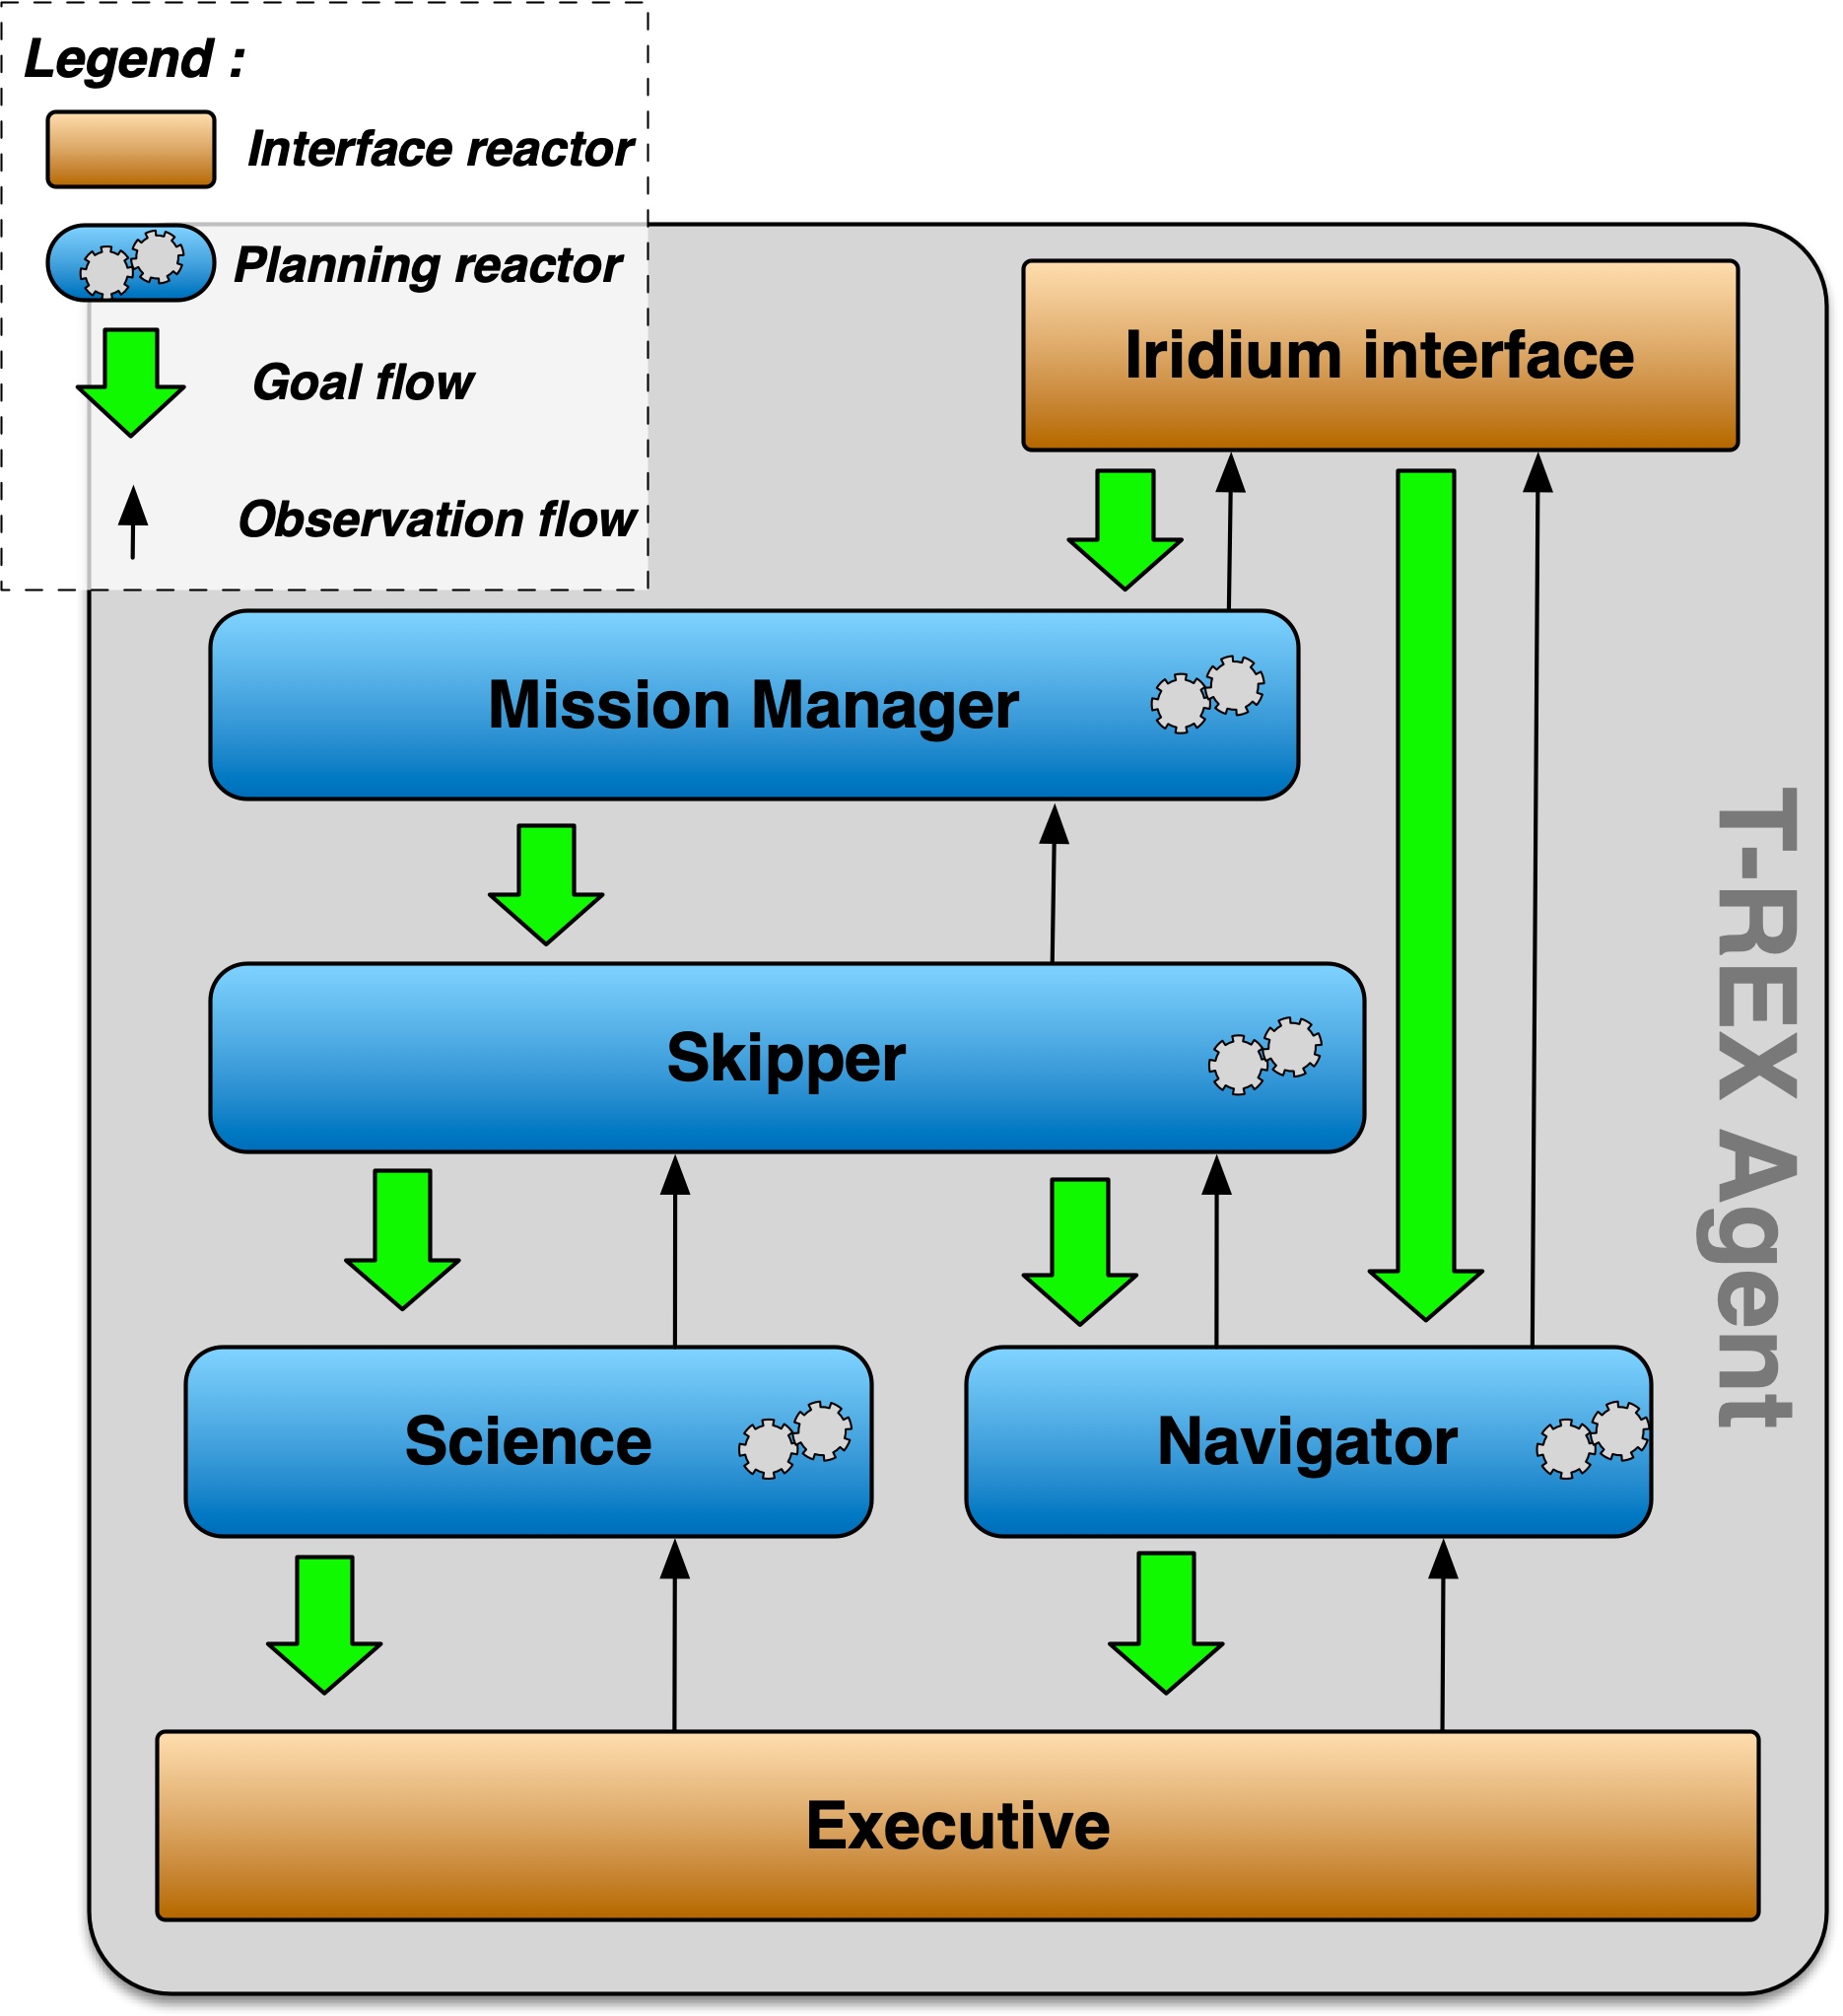 Legend :
Interface reactor
Planning reactor
Goal flow
Observation flow
Iridium interface
Mission Manager
Skipper
Science
Navigator
Executive
T-REX Agent